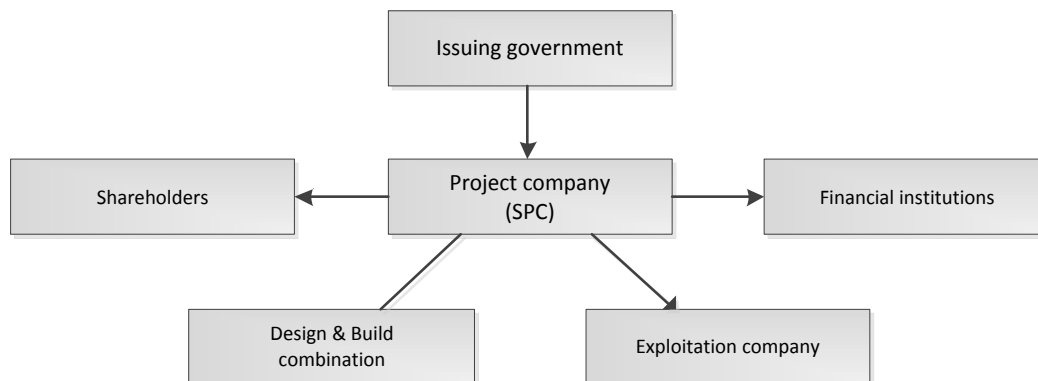 Issuing government
Shareholders
Project company
(SPC)
Financial institutions
Design & Build
combination
Exploitation company